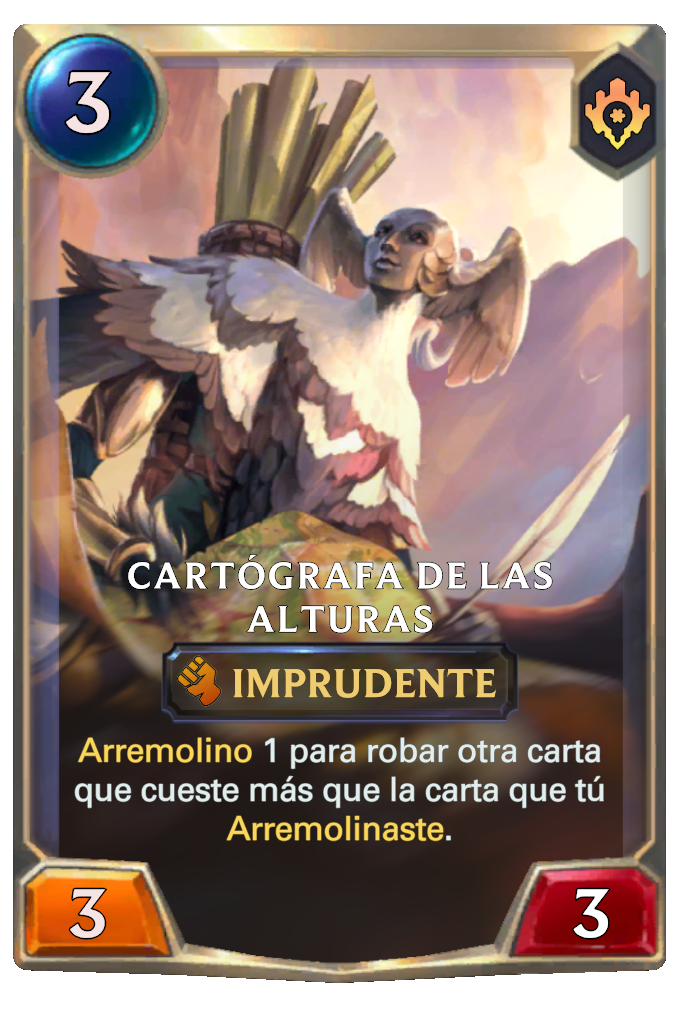 3
CARTÓGRAFA DE LAS
ALTURAS
IMPRUDENTE
Arremolino 1 para robar otra carta
que cueste más que la carta que tú
Arremolinaste.
3
3